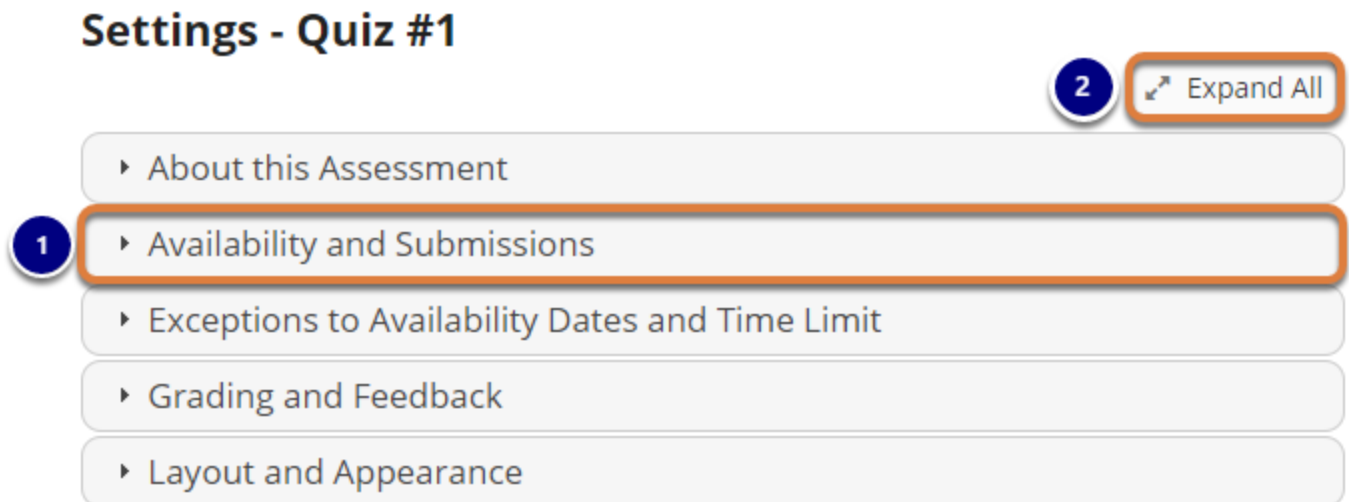 Settings - Quiz #1
2 Expand All
About this Assessment
1 Availability and Submissions
Exceptions to Availability Dates and Time Limit
Grading and Feedback
Layout and Appearance